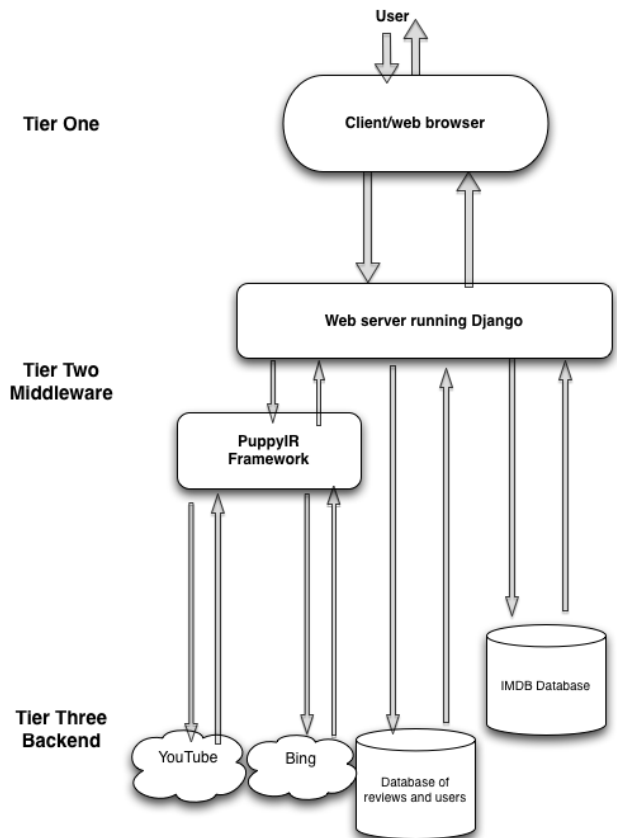 User
Tier One
Client/web browser
Web server running Django
Tier Two
Middleware
PuppyIR
Framework
IMDB Database
Tier Three
Backend
YouTube
Bing
Database of
reviews and users